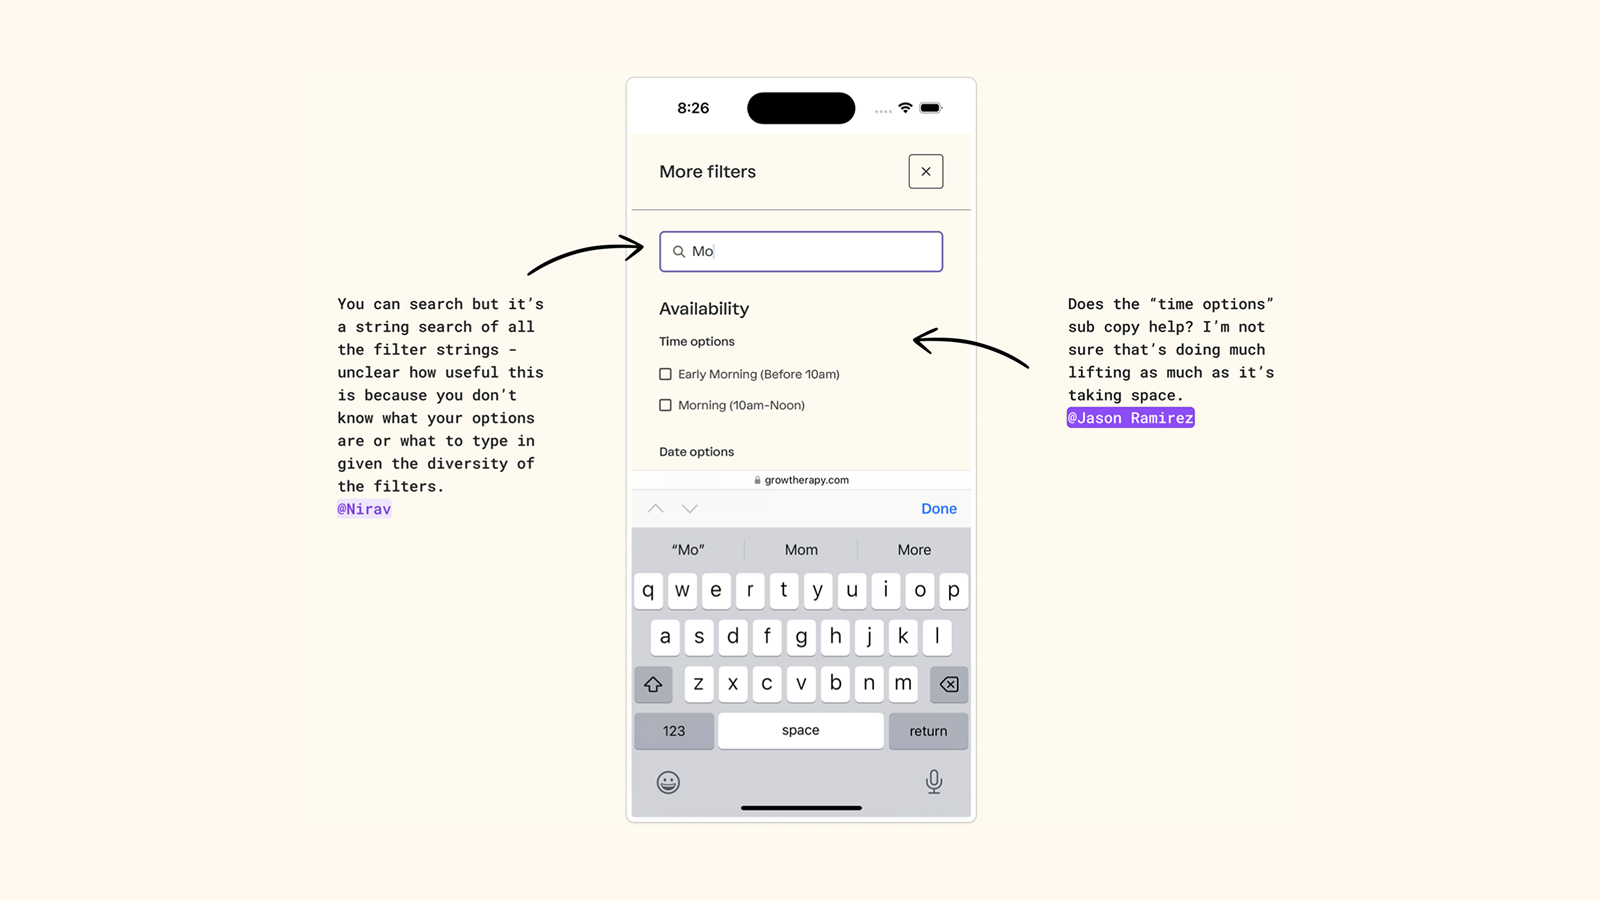 8:26
More filters
Mo
Availability
Time options
Early Morning (Before 10am)
Morning (10am-Noon)
Date options
growtherapy.com
Done
“Mo” Mom More
q w e r t y u i o p
a s d f g h j k l
z x c v b n m
123 space return
You can search but it’s
a string search of all
the filter strings –
unclear how useful this
is because you don’t
know what your options
are or what to type in
given the diversity of
the filters.
@Nirav
Does the “time options”
sub copy help? I’m not
sure that’s doing much
lifting as much as it’s
taking space.
@Jason Ramirez